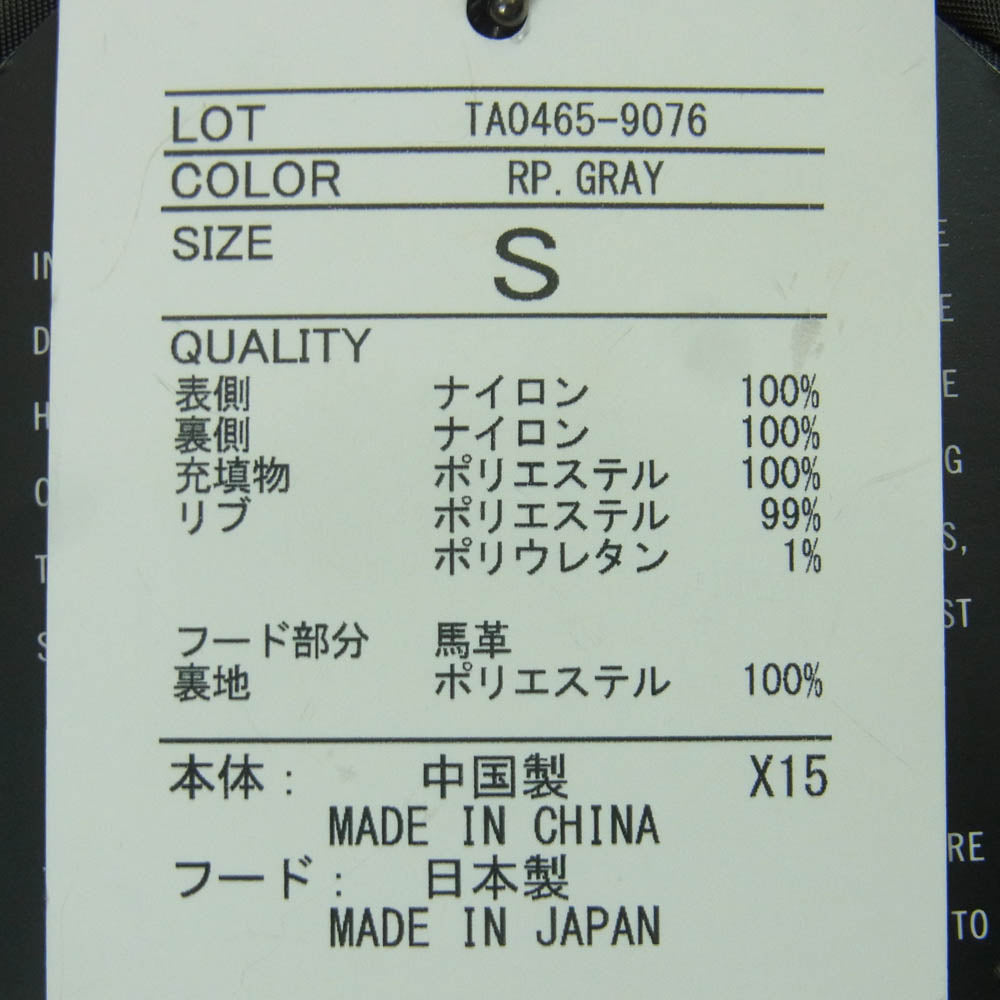 LOT TA0465-9076
COLOR RP. GRAY
SIZE S
QUALITY
表側 ナイロン 100%
裏側 ナイロン 100%
充填物 ポリエステル 100%
リブ ポリエステル 99%
ポリウレタン 1%
フード部分 馬革
裏地 ポリエステル 100%
本体: 中国製 X15
MADE IN CHINA
フード: 日本製
MADE IN JAPAN
TO